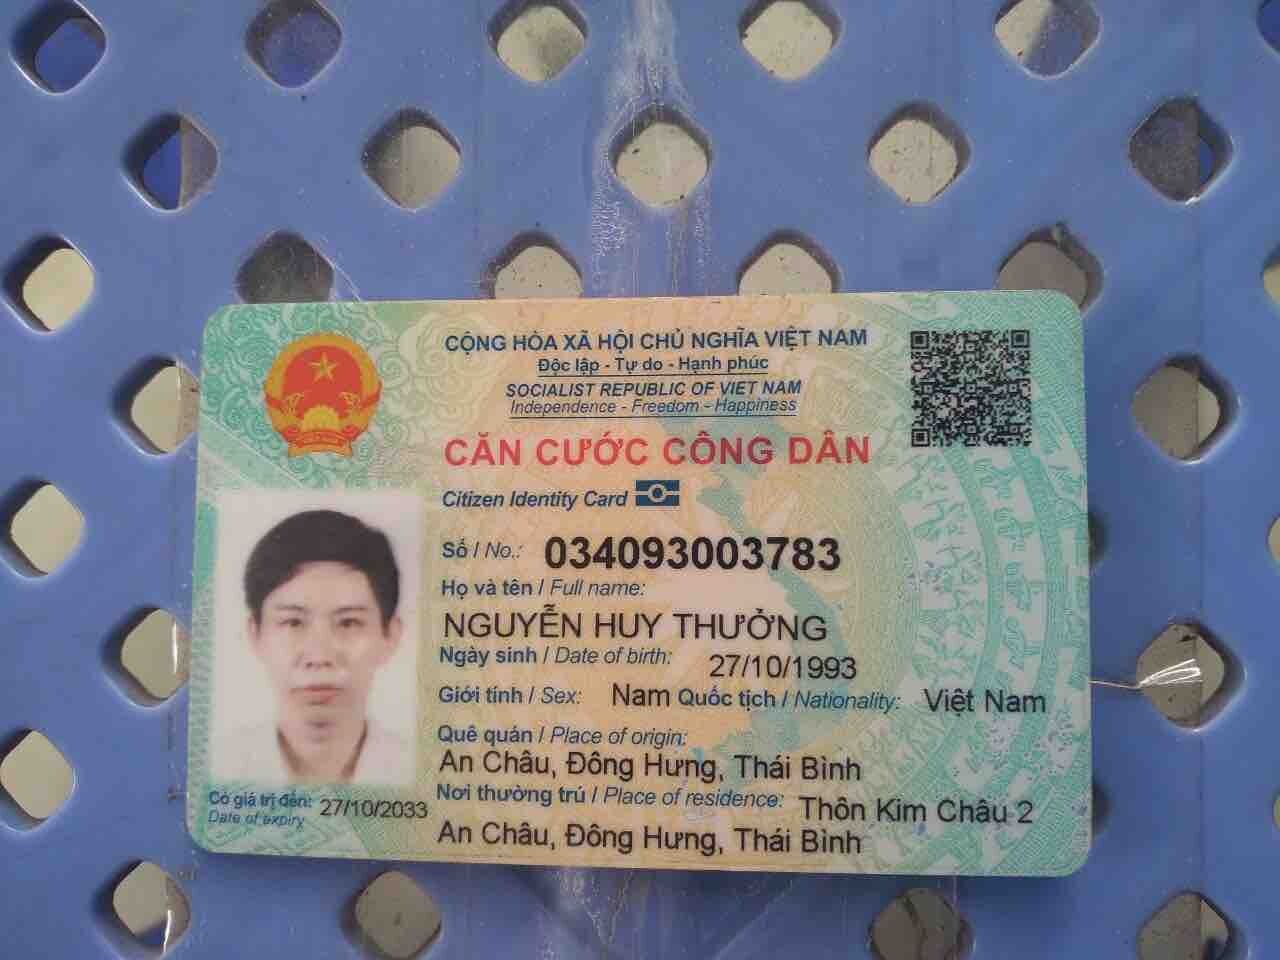 CỘNG HÒA XÃ HỘI CHỦ NGHĨA VIỆT NAM
Độc lập - Tự do - Hạnh phúc
SOCIALIST REPUBLIC OF VIET NAM
Independence - Freedom - Happiness
CĂN CƯỚC CÔNG DÂN
Citizen Identity Card
Số / No.: 034093003783
Họ và tên / Full name:
NGUYỄN HUY THƯỞNG
Ngày sinh / Date of birth: 27/10/1993
Giới tính / Sex: Nam Quốc tịch / Nationality: Việt Nam
Quê quán / Place of origin:
An Châu, Đông Hưng, Thái Bình
Nơi thường trú / Place of residence: Thôn Kim Châu 2
An Châu, Đông Hưng, Thái Bình
Có giá trị đến: 27/10/2033
Date of expiry